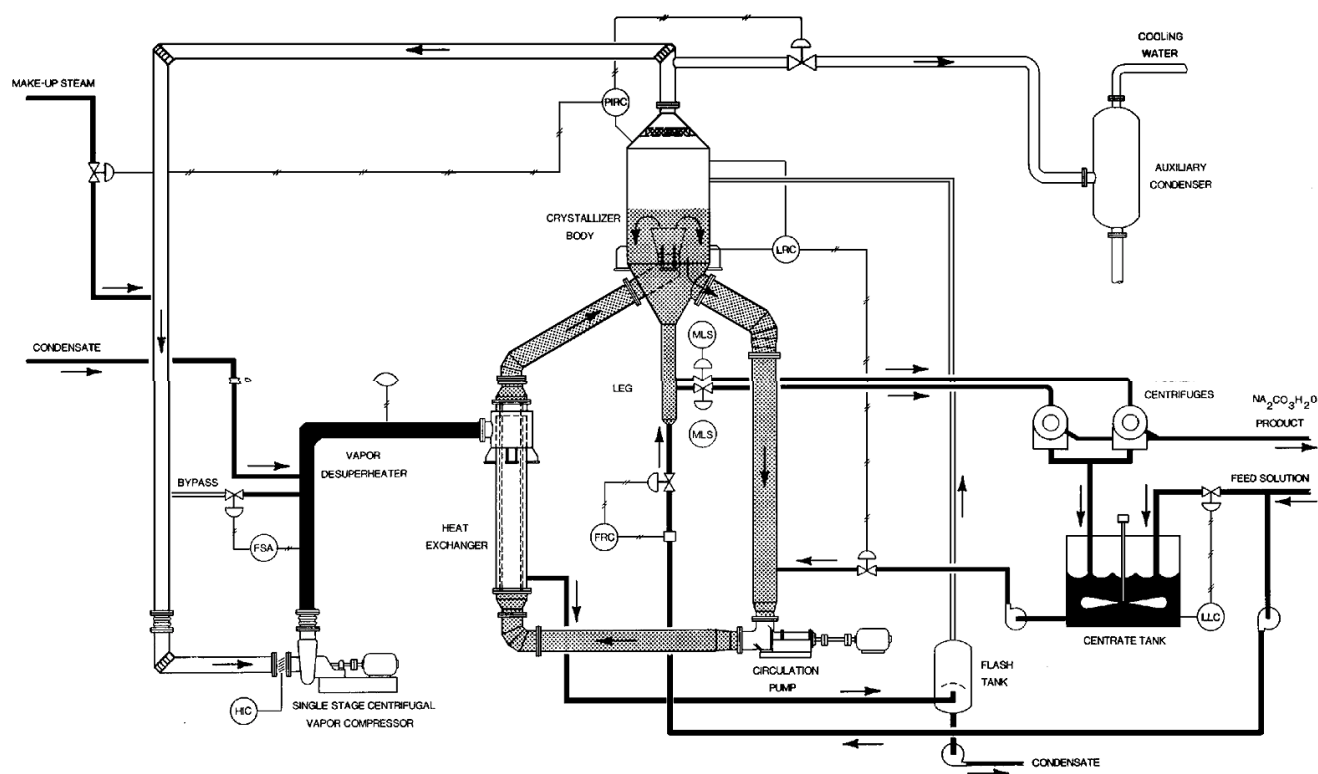 COOLING
WATER
MAKE-UP STEAM
PIRC
AUXILIARY
CONDENSER
CRYSTALLIZER
BODY
LRC
CONDENSATE
MLS
LEG
CENTRIFUGES
NA2CO3H2O
PRODUCT
MLS
VAPOR
DESUPERHEATER
BYPASS
FEED SOLUTION
HEAT
EXCHANGER
FRC
FSA
LLC
CENTRATE TANK
CIRCULATION
PUMP
FLASH
TANK
HIC
SINGLE STAGE CENTRIFUGAL
VAPOR COMPRESSOR
CONDENSATE